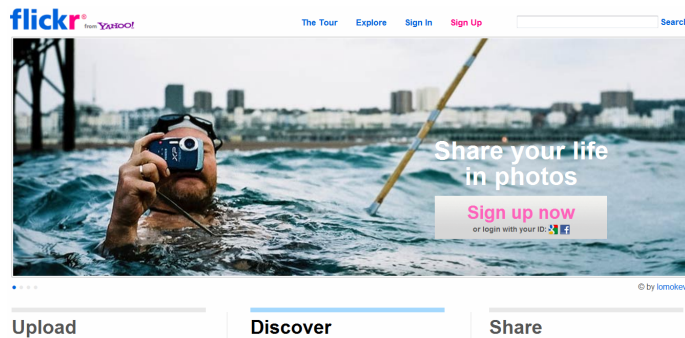 flickr® from YAHOO!
The Tour Explore Sign In Sign Up Search
XP
Share your life
in photos
Sign up now
or login with your ID:
© by lomokev
Upload Discover Share